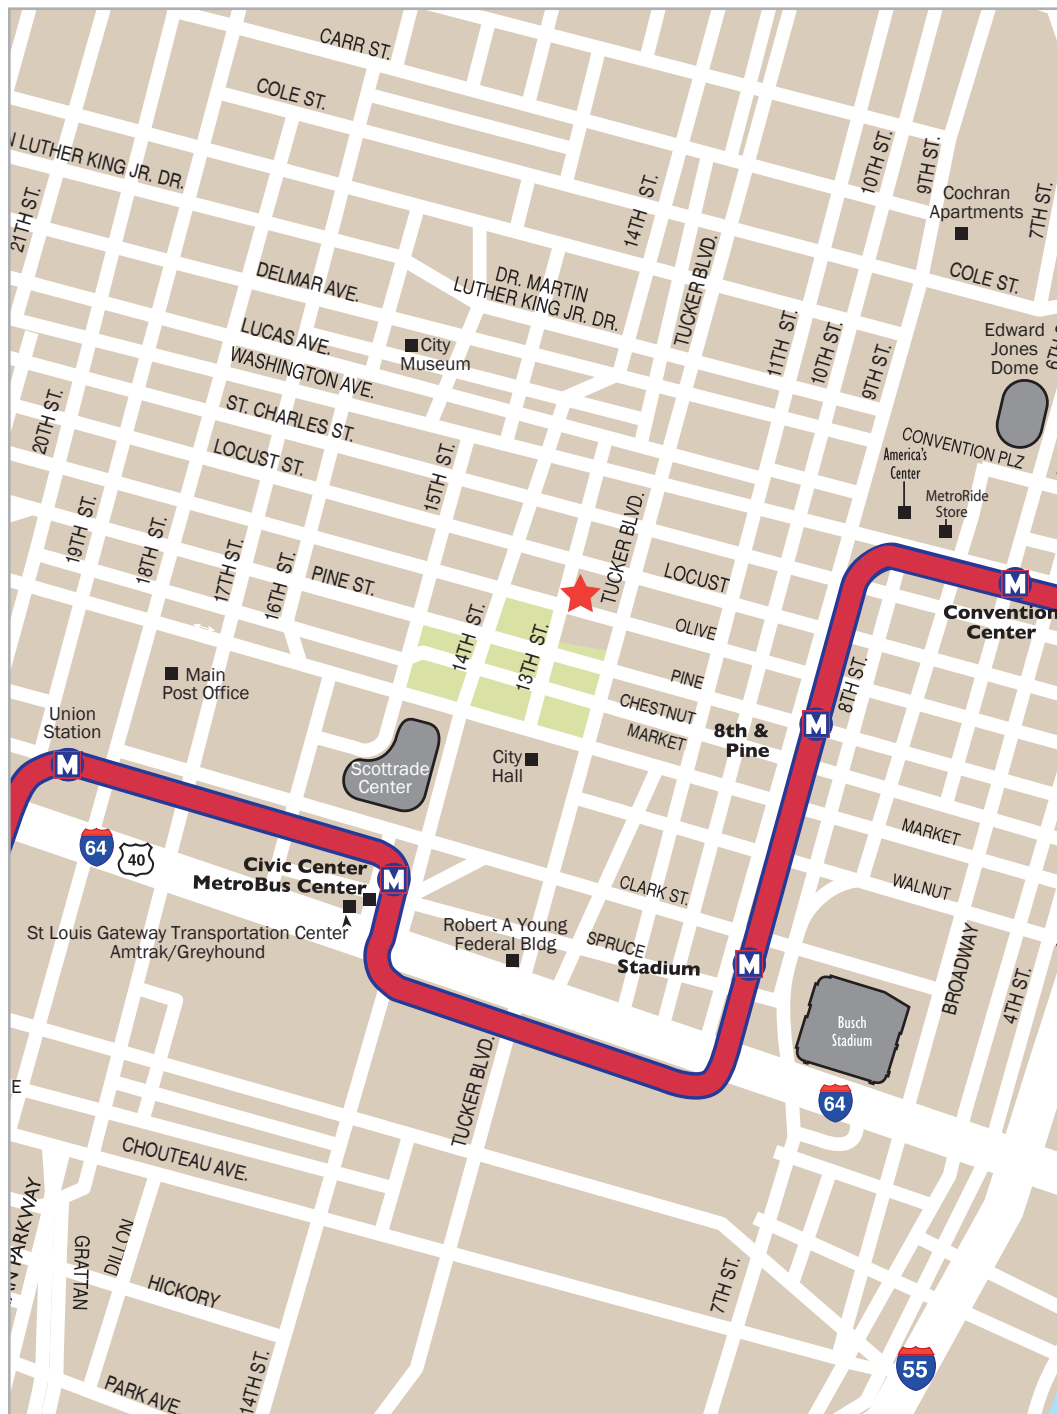 CARR ST.
COLE ST.
N LUTHER KING JR. DR.
21TH ST.
14TH ST.
10TH ST.
9TH ST.
7TH ST.
Cochran
Apartments
COLE ST.
DELMAR AVE.
DR. MARTIN
LUTHER KING JR. DR.
TUCKER BLVD.
LUCAS AVE.
City
Museum
WASHINGTON AVE.
11TH ST.
10TH ST.
9TH ST.
Edward
Jones
Dome
6TH S
20TH ST.
ST. CHARLES ST.
LOCUST ST.
15TH ST.
CONVENTION PLZ
America's
Center
MetroRide
Store
19TH ST.
18TH ST.
17TH ST.
16TH ST.
PINE ST.
TUCKER BLVD.
LOCUST
M
Convention
Center
14TH ST.
13TH ST.
OLIVE
PINE
CHESTNUT
MARKET
8TH ST.
8th &
Pine
M
Main
Post Office
Union
Station
M
City
Hall
Scottrade
Center
64
40
Civic Center
MetroBus Center
M
MARKET
WALNUT
CLARK ST.
St Louis Gateway Transportation Center
Amtrak/Greyhound
Robert A Young
Federal Bldg
SPRUCE
Stadium
M
BROADWAY
4TH ST.
Busch
Stadium
64
TUCKER BLVD.
E
CHOUTEAU AVE.
AN PARKWAY
GRATTAN
DILLON
HICKORY
7TH ST.
55
PARK AVE
14TH ST.